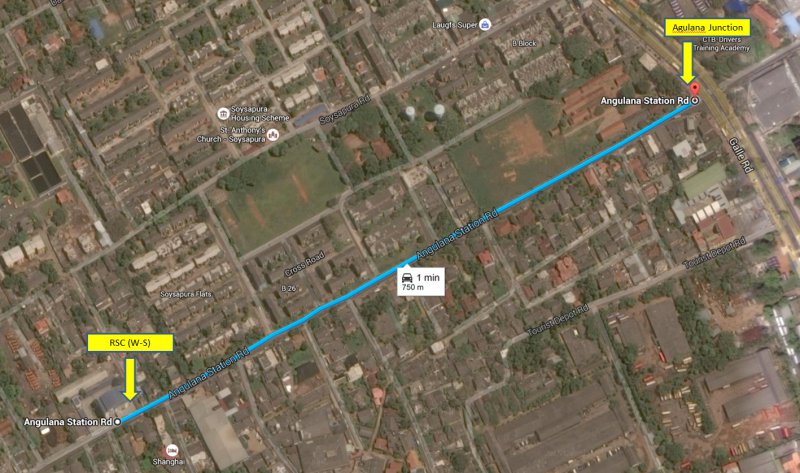 Laugfs Super
B Block
Agulana Junction
CTB Drivers
Training Academy
Angulana Station Rd
Soysapura
Housing Scheme
Soysapura Rd
St. Anthony's
Church - Soysapura
Galle Rd
Angulana Station Rd
Tourist Depot Rd
Cross Road
1 min
750 m
B 26
Soysapura Flats
Tourist Depot Rd
RSC (W-S)
Angulana Station Rd
Angulana Station Rd
Shanghai